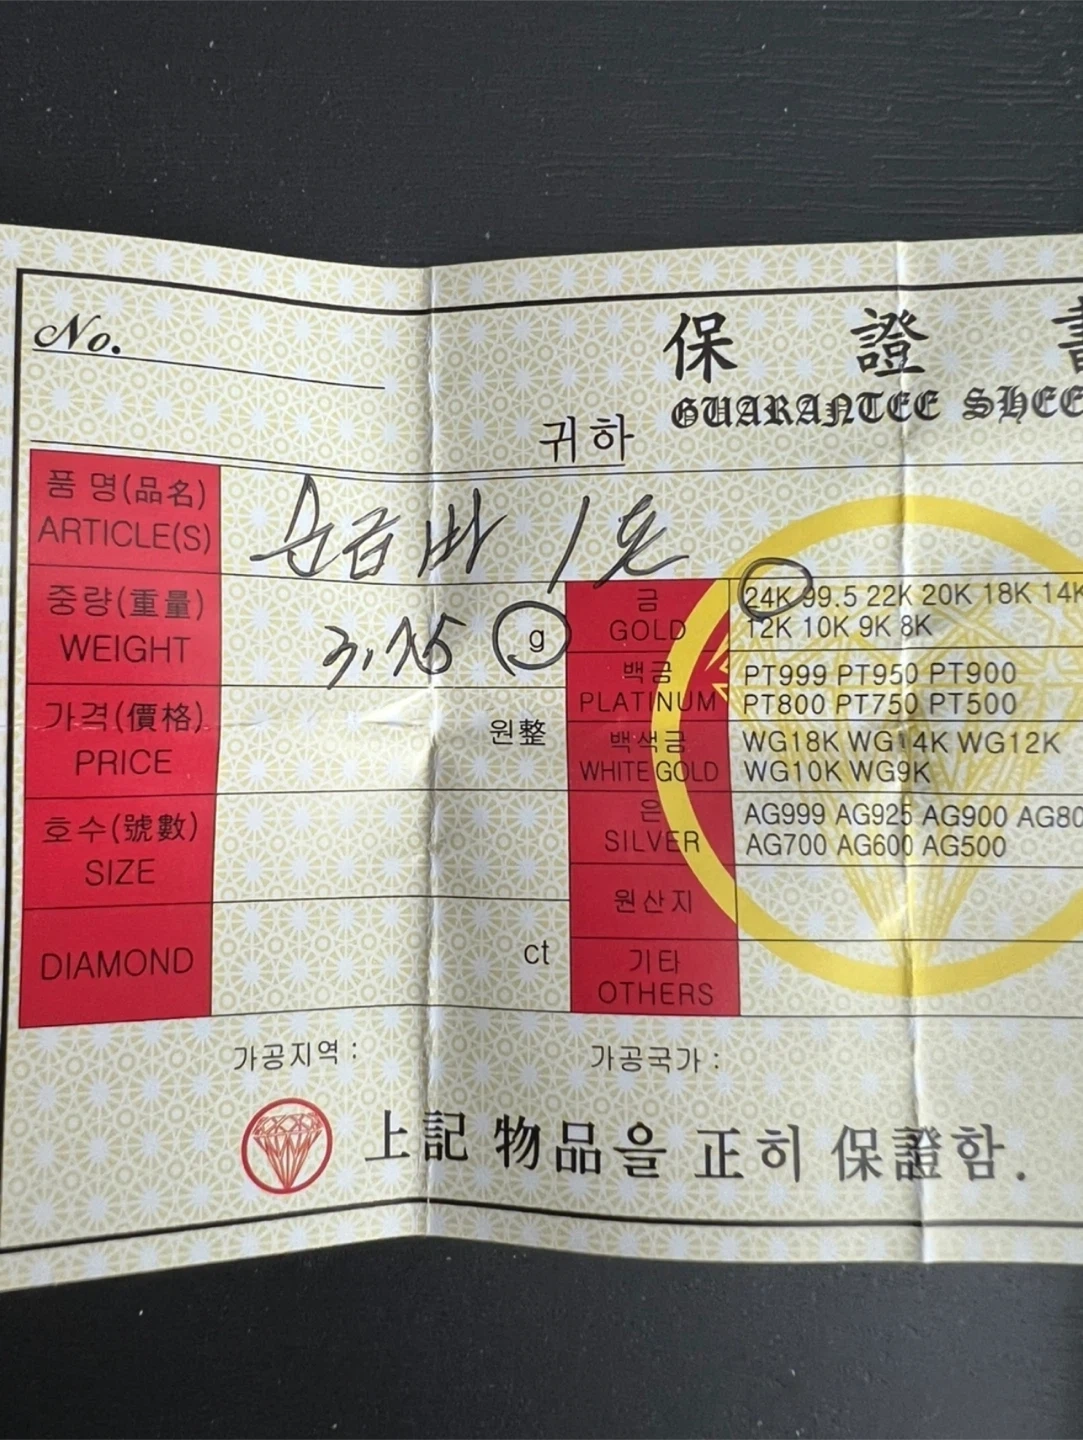 No.
保 證
GUARANTEE SHEE
귀하
품 명(品名)
ARTICLE(S)
순금 바 1돈
중량(重量)
WEIGHT
3.75 g
금
GOLD
24K 99.5 22K 20K 18K 14K
12K 10K 9K 8K
백금
PLATINUM
PT999 PT950 PT900
PT800 PT750 PT500
가격(價格)
PRICE
원整
백색금
WHITE GOLD
WG18K WG14K WG12K
WG10K WG9K
호수(號數)
SIZE
은
SILVER
AG999 AG925 AG900 AG80
AG700 AG600 AG500
원산지
DIAMOND
ct
기타
OTHERS
가공지역 :
가공국가 :
上記 物品을 正히 保證함.